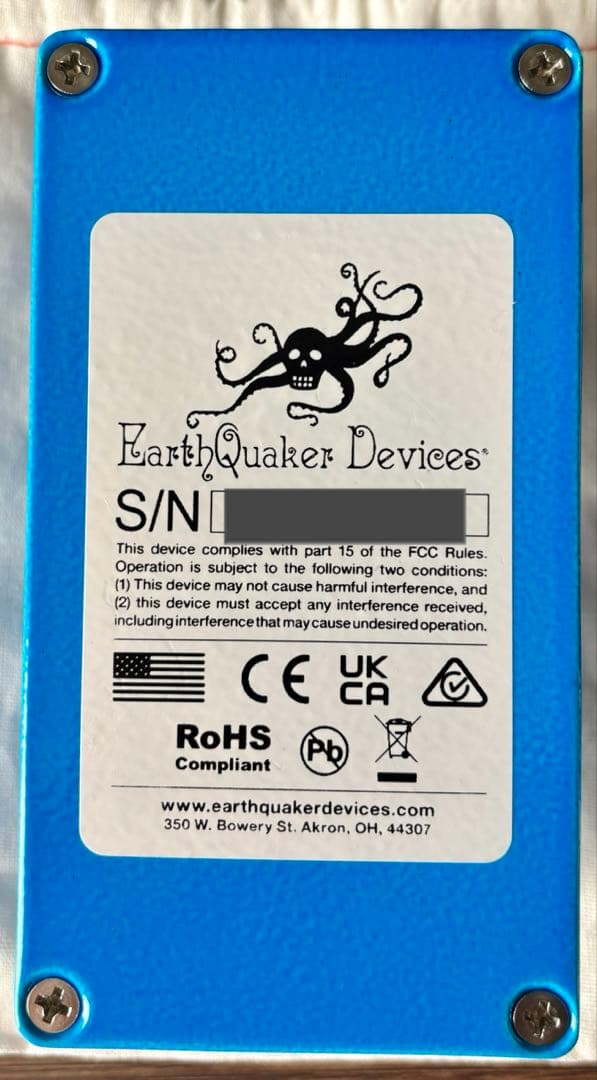 EarthQuaker Devices®
S/N
This device complies with part 15 of the FCC Rules.
Operation is subject to the following two conditions:
(1) This device may not cause harmful interference, and
(2) this device must accept any interference received,
including interference that may cause undesired operation.
CE UK
CA
RoHS
Compliant
Pb
www.earthquakerdevices.com
350 W. Bowery St. Akron, OH, 44307